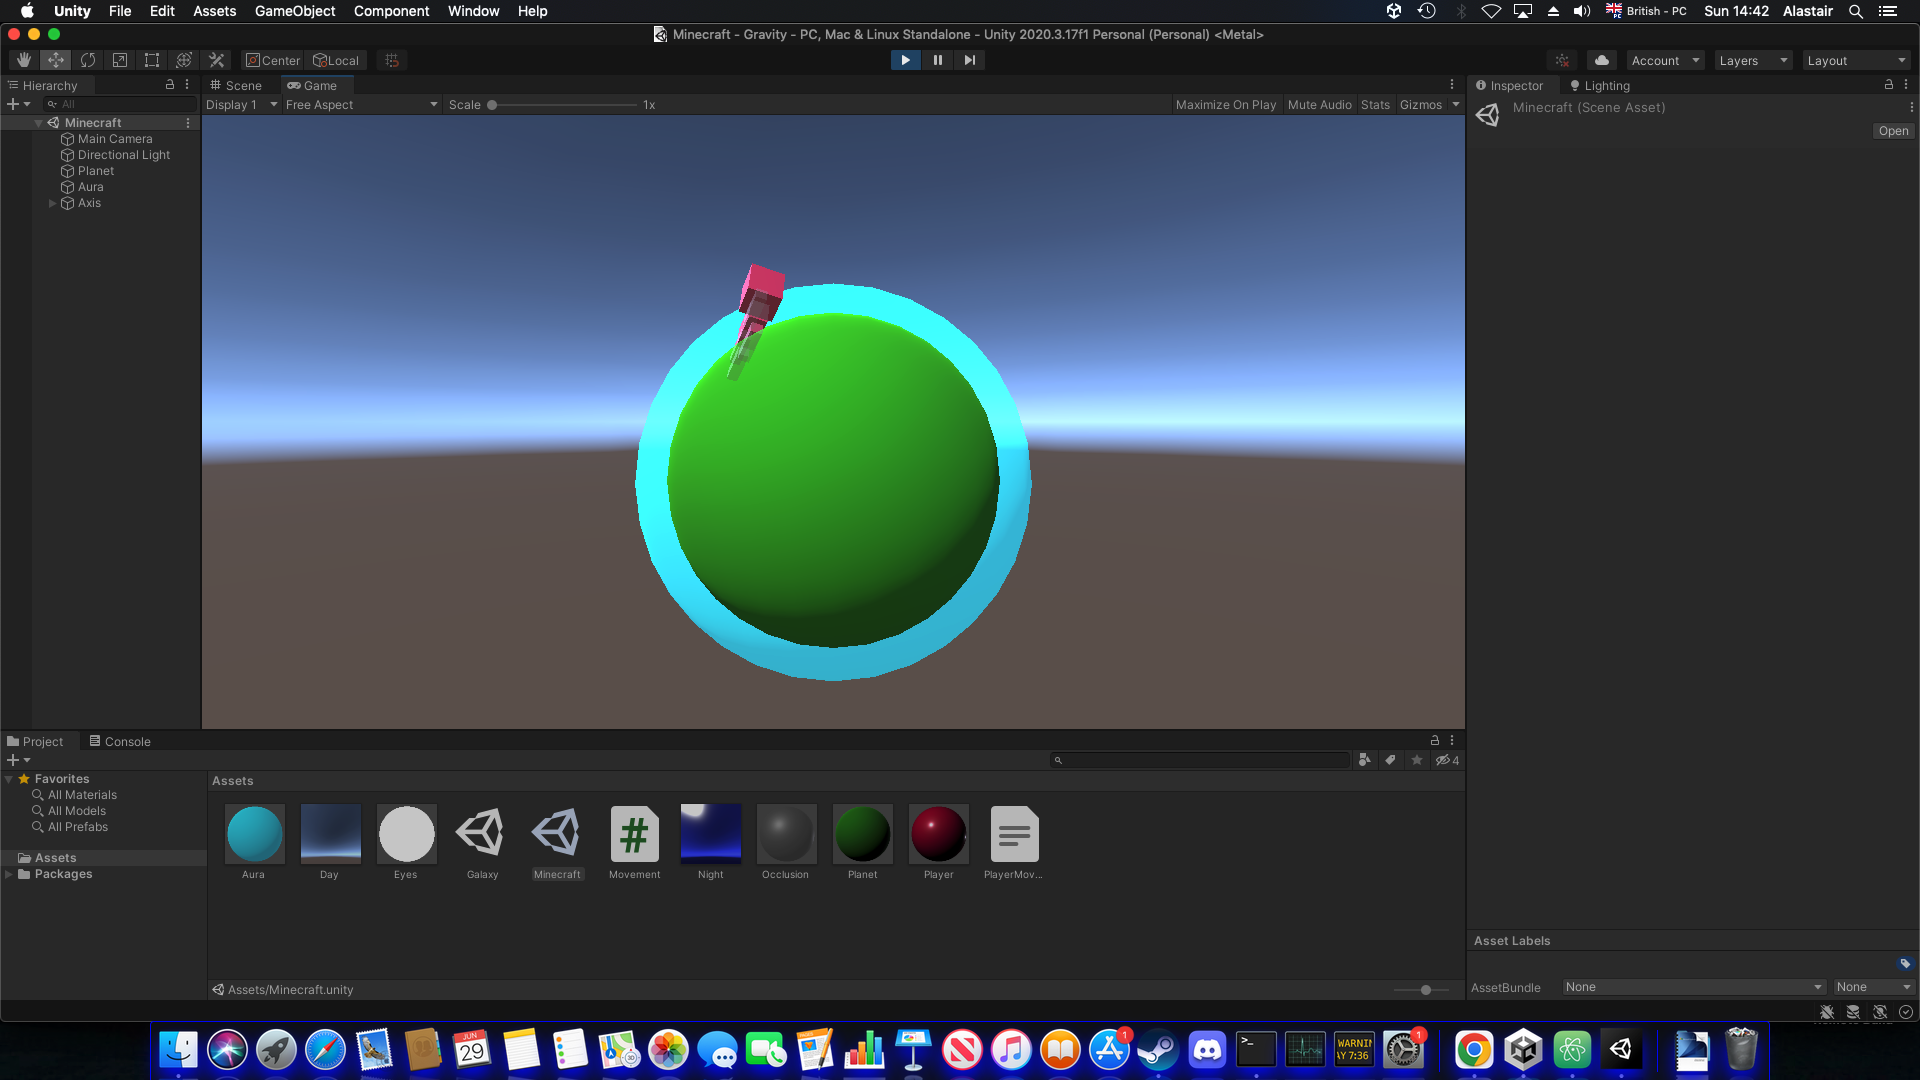 Unity File Edit Assets GameObject Component Window Help British - PC Sun 14:42 Alastair
Minecraft - Gravity - PC, Mac & Linux Standalone - Unity 2020.3.17f1 Personal (Personal) <Metal>
Center Local Account Layers Layout
Hierarchy Scene Game Inspector Lighting
All Display 1 Free Aspect Scale 1x Maximize On Play Mute Audio Stats Gizmos
Minecraft (Scene Asset)
Open
Minecraft
Main Camera
Directional Light
Planet
Aura
Axis
Project Console
4
Favorites
All Materials
All Models
All Prefabs
Assets
Packages
Assets
Aura Day Eyes Galaxy Minecraft Movement Night Occlusion Planet Player PlayerMov...
Assets/Minecraft.unity
Asset Labels
AssetBundle None None
JUN
29
3D
1
WARNIN
AY 7:36
1